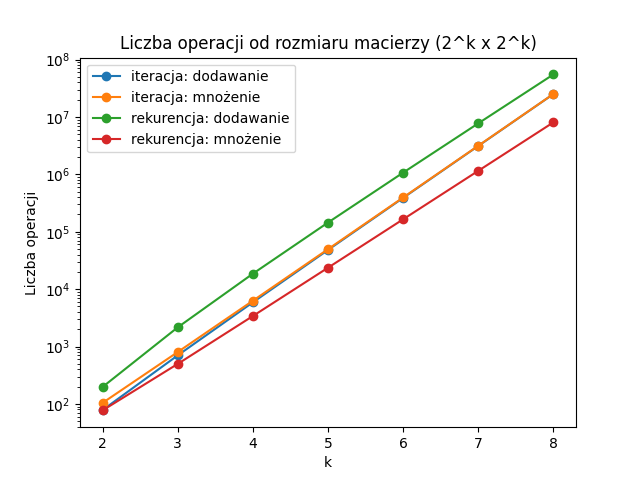 Liczba operacji od rozmiaru macierzy (2^k x 2^k)
iteracja: dodawanie
iteracja: mnożenie
rekurencja: dodawanie
rekurencja: mnożenie
Liczba operacji
10^8
10^7
10^6
10^5
10^4
10^3
10^2
2 3 4 5 6 7 8
k